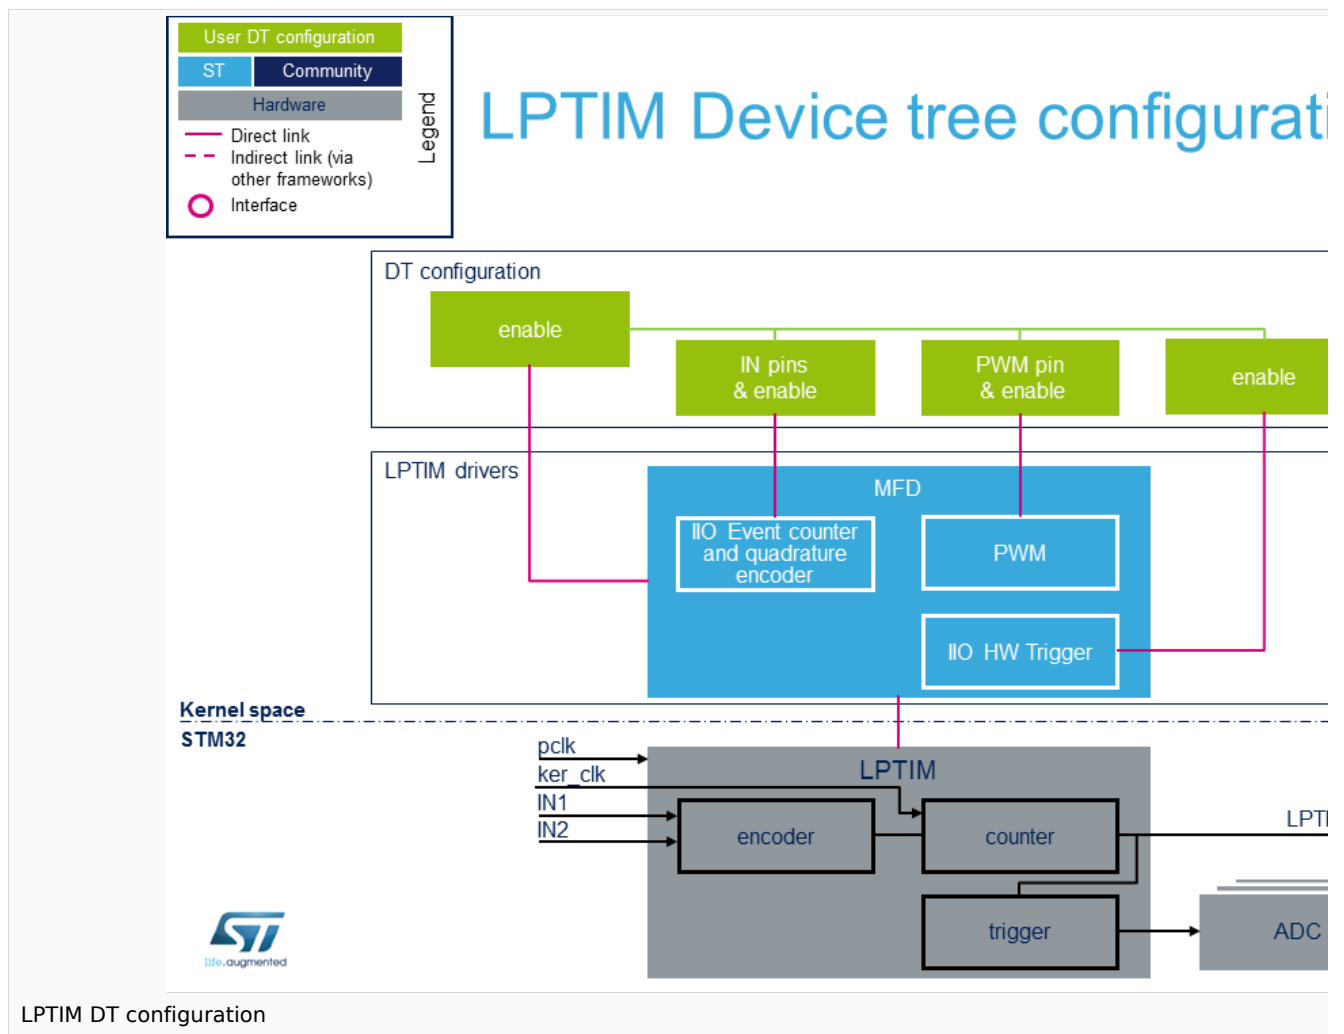 User DT configuration
ST
Community
Hardware
Direct link
Indirect link (via
other frameworks)
Interface
Legend
LPTIM Device tree configurati
DT configuration
enable
IN pins
& enable
PWM pin
& enable
enable
LPTIM drivers
MFD
IIO Event counter
and quadrature
encoder
PWM
IIO HW Trigger
Kernel space
STM32
pclk
ker_clk
IN1
IN2
LPTIM
encoder
counter
LPTI
trigger
ADC
ST
life.augmented
LPTIM DT configuration